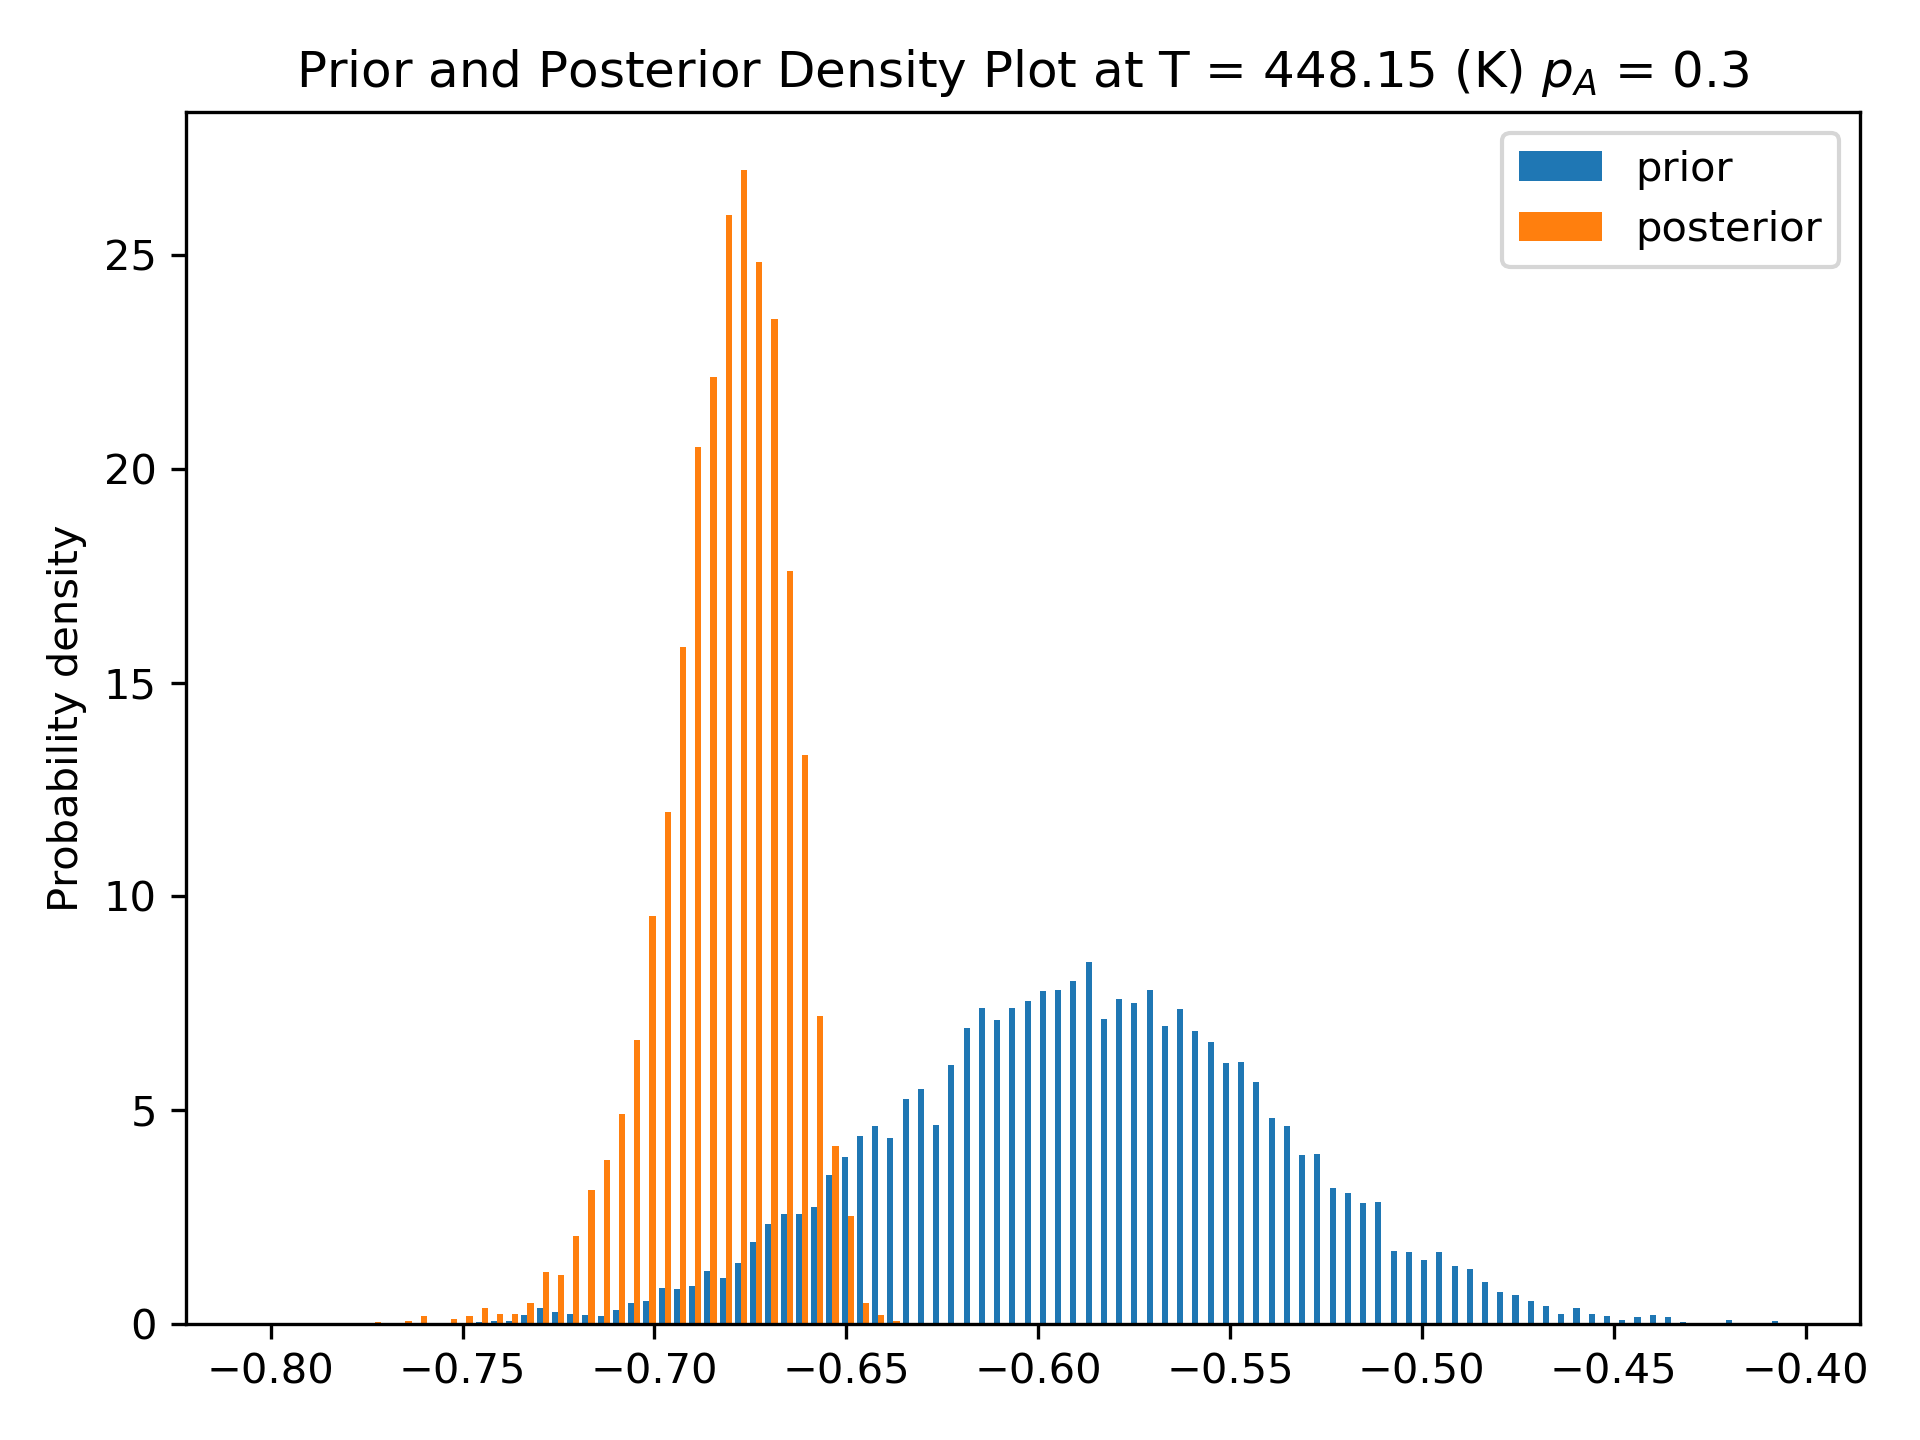 Prior and Posterior Density Plot at T = 448.15 (K) p_A = 0.3
prior
posterior
Probability density
25
20
15
10
5
0
−0.80 −0.75 −0.70 −0.65 −0.60 −0.55 −0.50 −0.45 −0.40